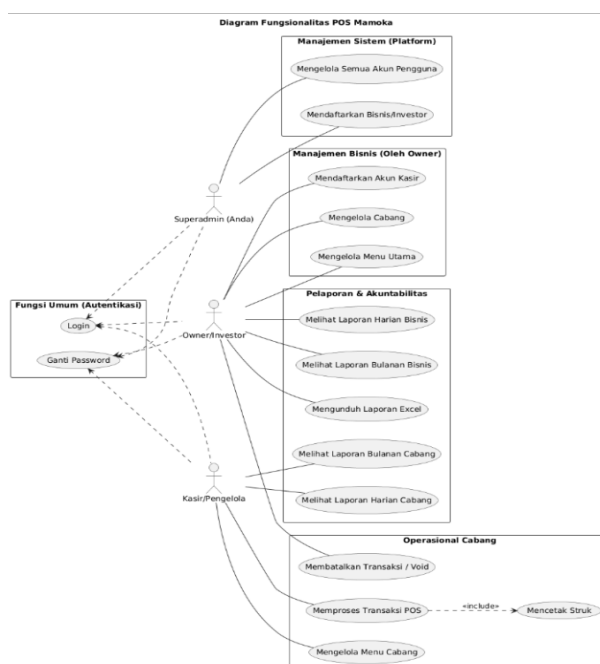 Diagram Fungsionalitas POS Mamoka
Manajemen Sistem (Platform)
Mengelola Semua Akun Pengguna
Mendaftarkan Bisnis/Investor
Manajemen Bisnis (Oleh Owner)
Mendaftarkan Akun Kasir
Superadmin (Anda)
Mengelola Cabang
Mengelola Menu Utama
Fungsi Umum (Autentikasi)
Login
Ganti Password
Owner/Investor
Pelaporan & Akuntabilitas
Melihat Laporan Harian Bisnis
Melihat Laporan Bulanan Bisnis
Mengunduh Laporan Excel
Melihat Laporan Bulanan Cabang
Kasir/Pengelola
Melihat Laporan Harian Cabang
Operasional Cabang
Membatalkan Transaksi / Void
Memproses Transaksi POS
«include»
Mencetak Struk
Mengelola Menu Cabang